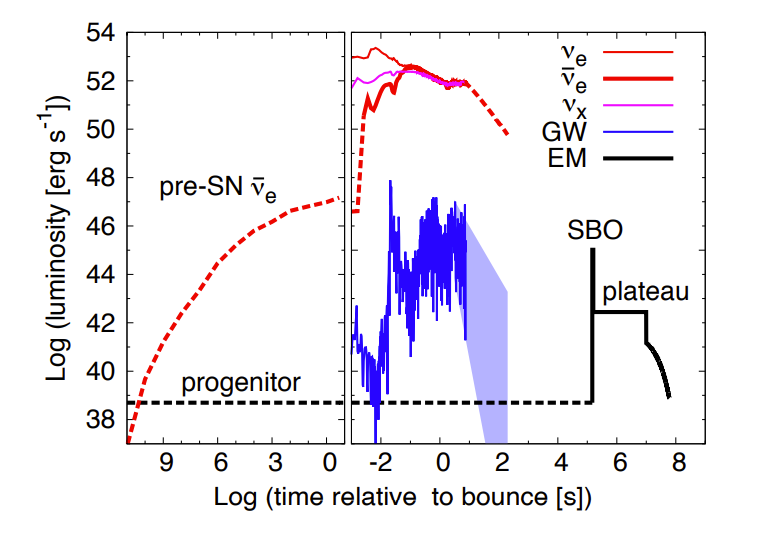 54
52
50
48
46
44
42
40
38
Log (luminosity [erg s⁻¹])
νₑ
ν̄ₑ
νₓ
GW
EM
pre-SN ν̄ₑ
SBO
plateau
progenitor
9 6 3 0 -2 0 2 4 6 8
Log (time relative to bounce [s])